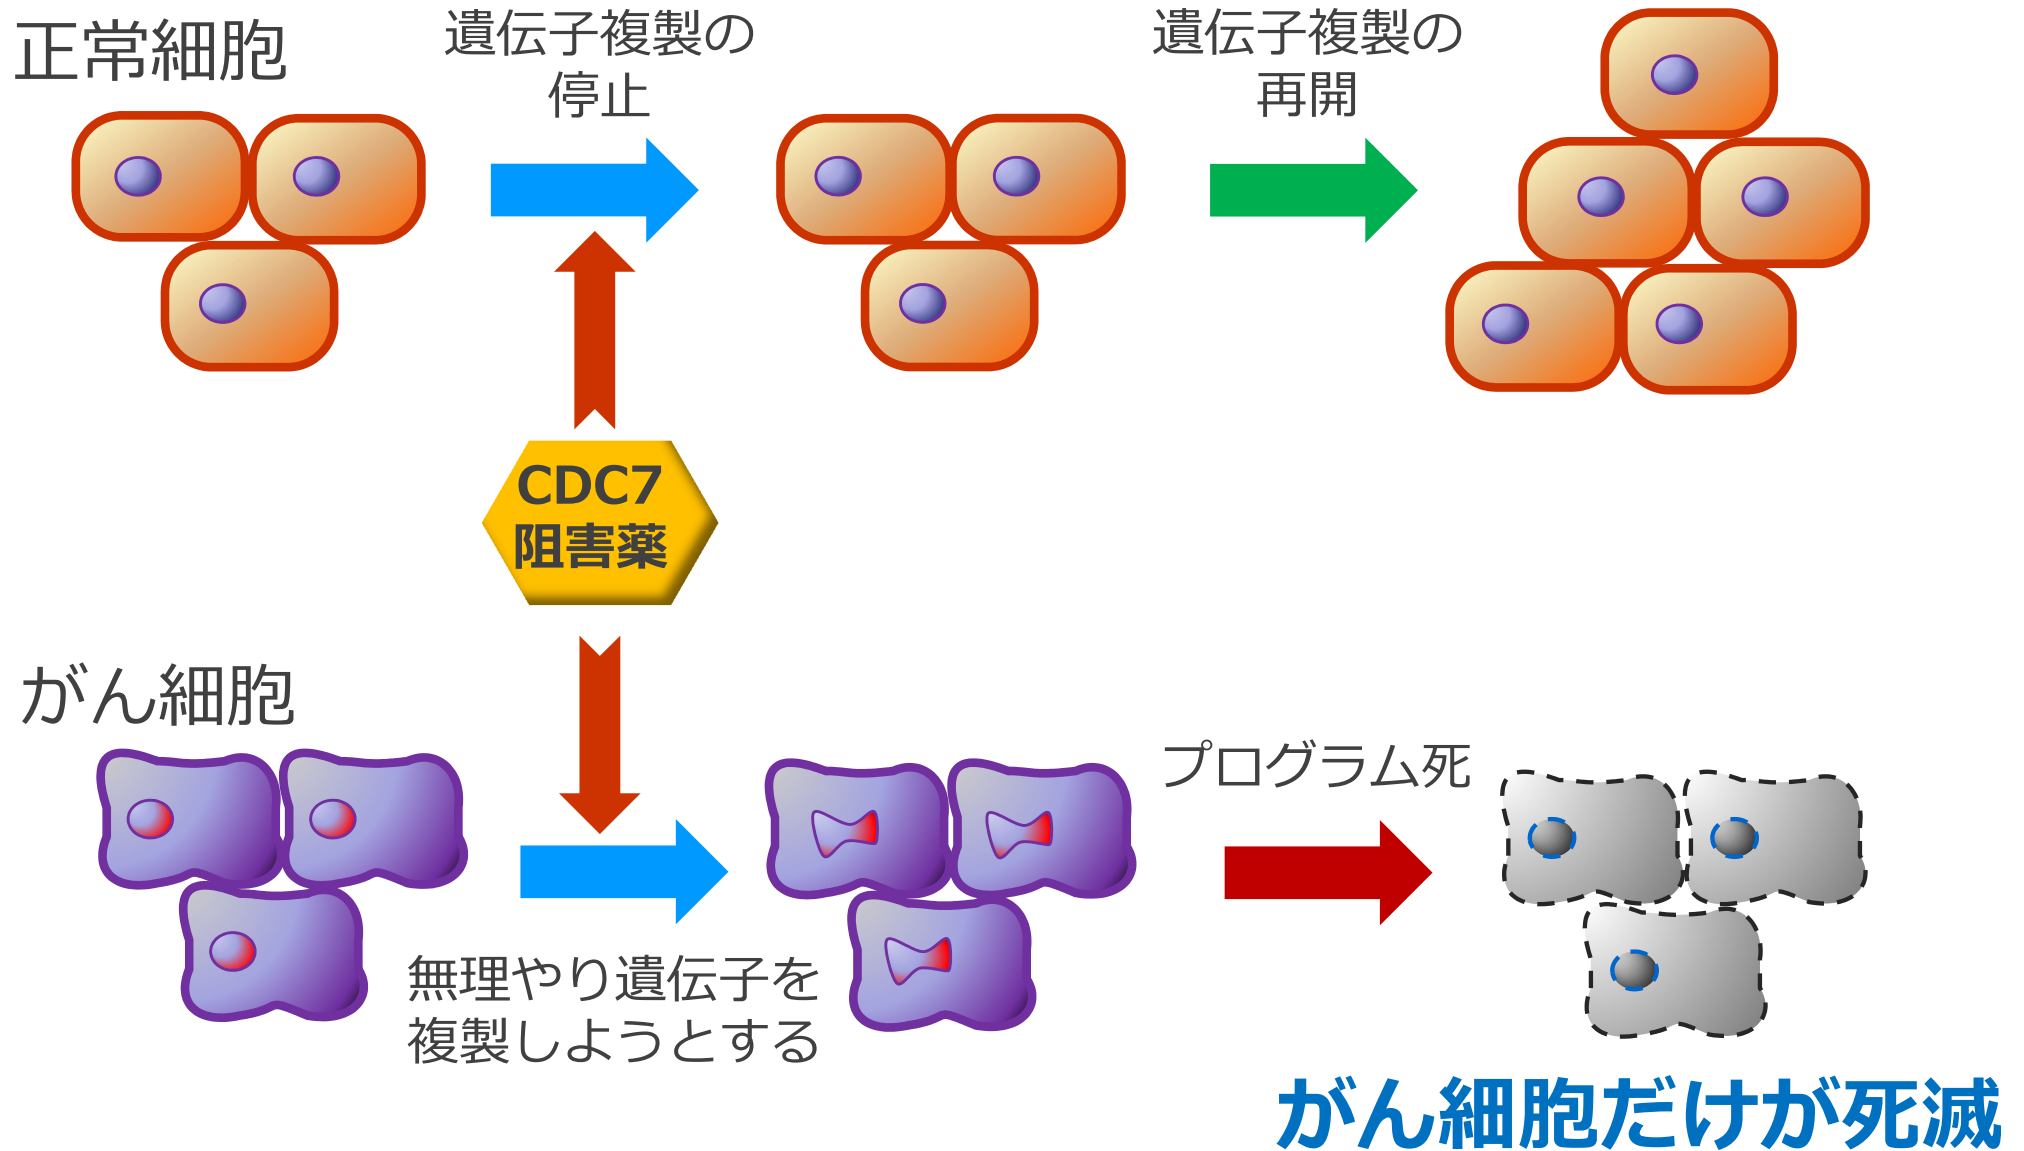 正常細胞
遺伝子複製の
停止
遺伝子複製の
再開
CDC7
阻害薬
がん細胞
無理やり遺伝子を
複製しようとする
プログラム死
がん細胞だけが死滅